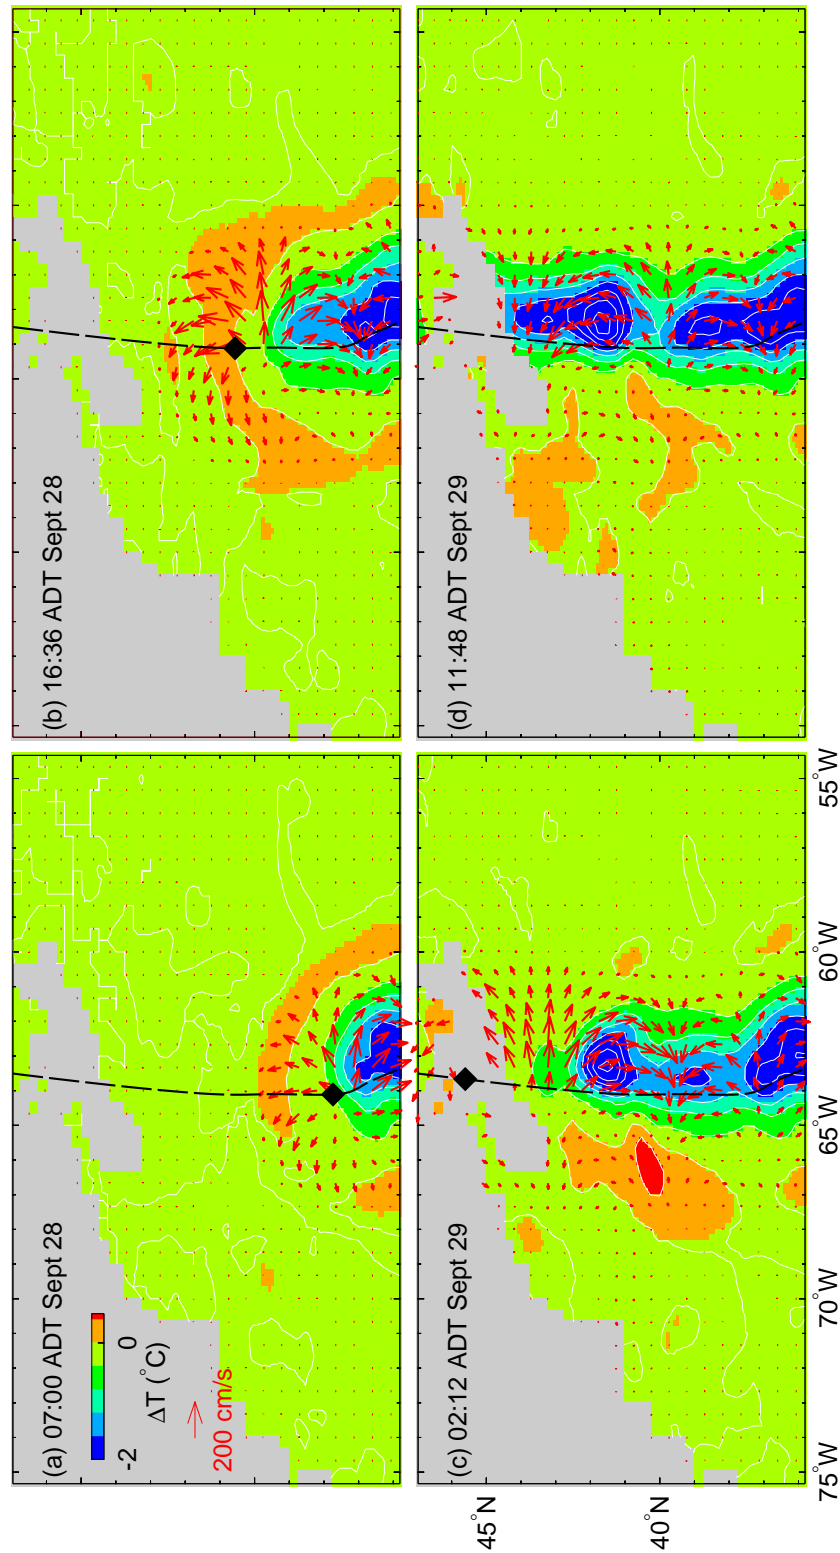 (a) 07:00 ADT Sept 28
-2 0
ΔT (°C)
200 cm/s
(b) 16:36 ADT Sept 28
(c) 02:12 ADT Sept 29
45°N
40°N
75°W 70°W 65°W 60°W 55°W
(d) 11:48 ADT Sept 29